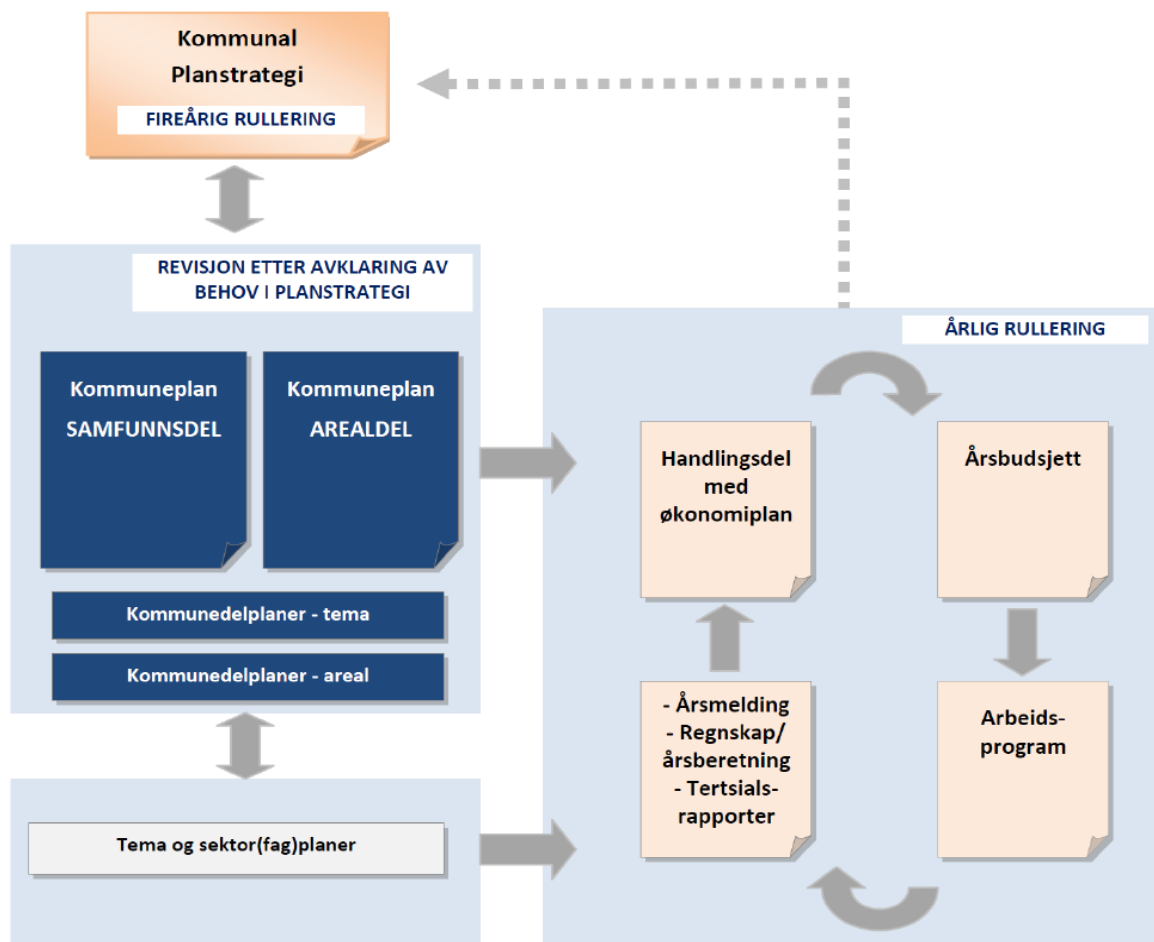 Kommunal
Planstrategi
FIREÅRIG RULLERING
REVISJON ETTER AVKLARING AV
BEHOV I PLANSTRATEGI
Kommuneplan
SAMFUNNSDEL
Kommuneplan
AREALDEL
Kommunedelplaner - tema
Kommunedelplaner - areal
Tema og sektor(fag)planer
ÅRLIG RULLERING
Handlingsdel
med
økonomiplan
Årsbudsjett
- Årsmelding
- Regnskap/
årsberetning
- Tertsials-
rapporter
Arbeids-
program